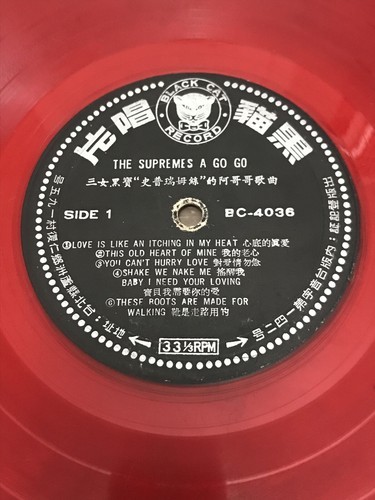 BLACK CAT
RECORD
片唱 貓黑
THE SUPREMES A GO GO
三女黑寶“史普瑞姆絲”的阿哥哥歌曲
SIDE 1
BC-4036
①LOVE IS LIKE AN ITCHING IN MY HEAT 心底的真愛
②THIS OLD HEART OF MINE 我的老心
③YOU CAN'T HURRY LOVE 對愛情勿急
④SHAKE WE NAKE ME 搖醒我
BABY I NEED YOUR LOVING
寶貝我需要你的愛
⑥THESE BOOTS ARE MADE FOR
WALKING 靴是走路用的
33⅓RPM